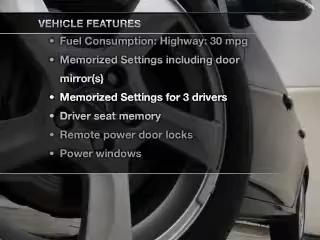 VEHICLE FEATURES
• Fuel Consumption: Highway: 30 mpg
• Memorized Settings including door
mirror(s)
• Memorized Settings for 3 drivers
• Driver seat memory
• Remote power door locks
• Power windows